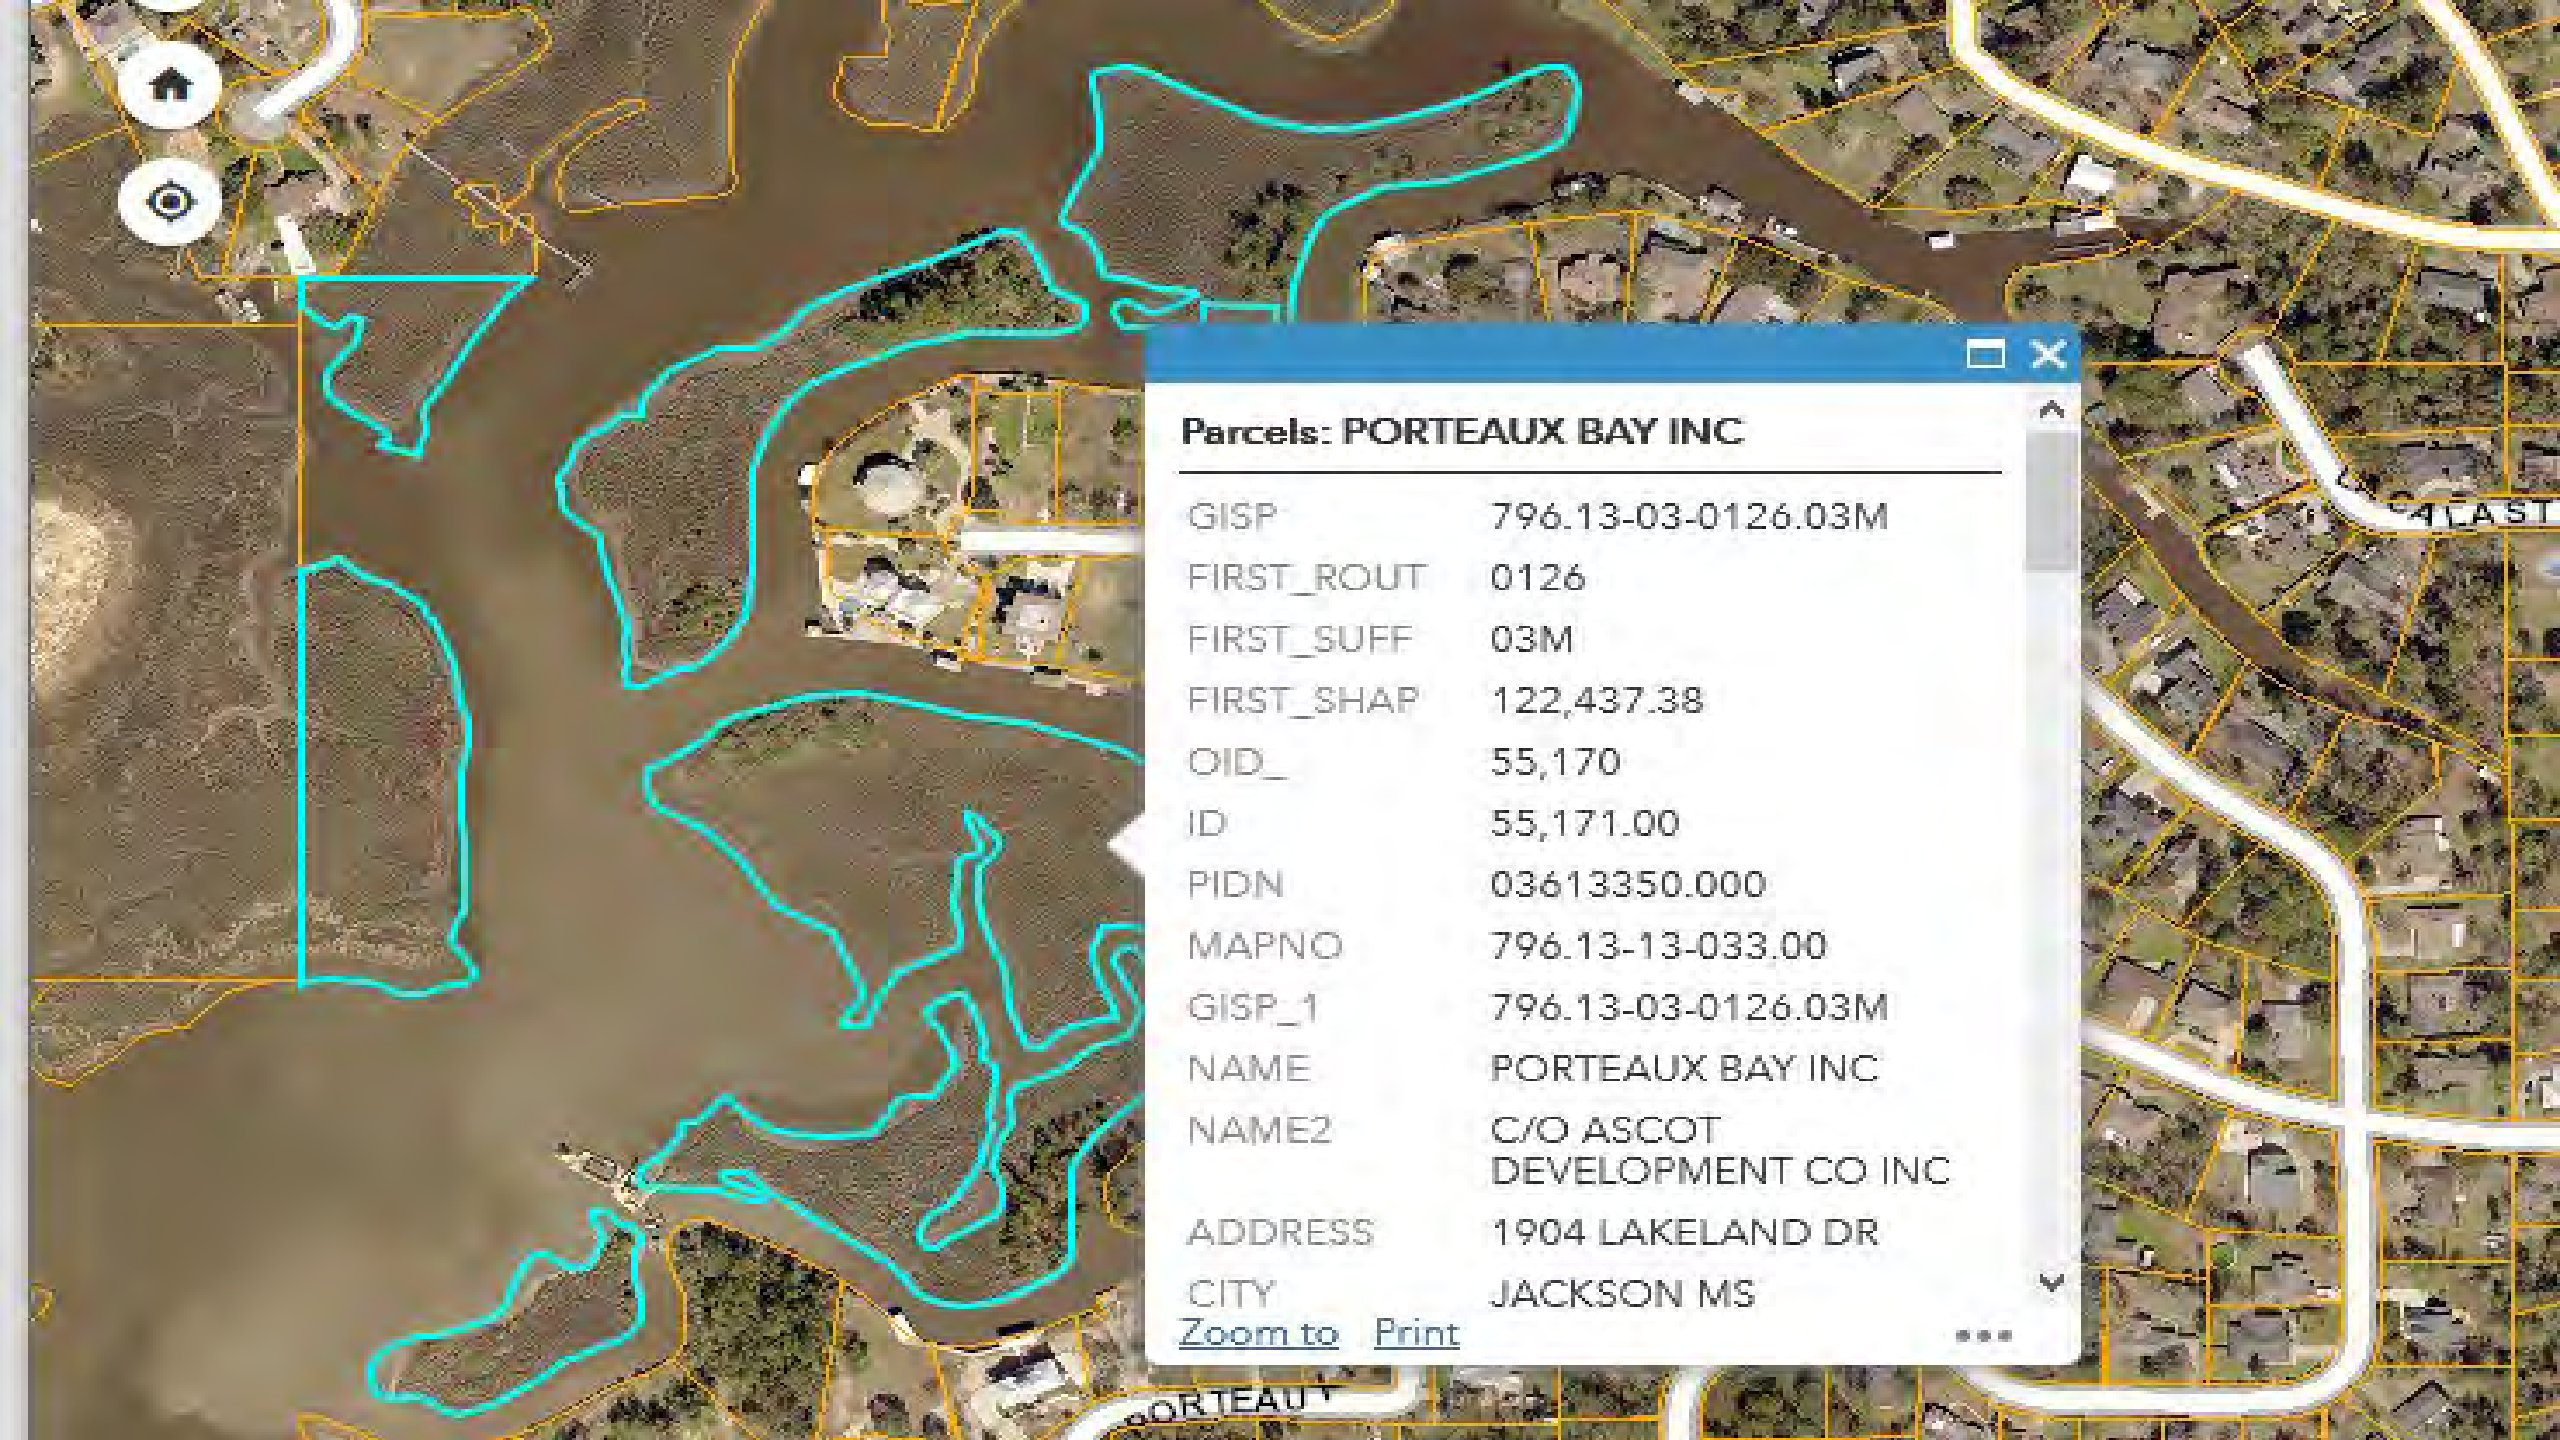 Parcels: PORTEAUX BAY INC
GISP 796.13-03-0126.03M
FIRST_ROUT 0126
FIRST_SUFF 03M
FIRST_SHAP 122,437.38
OID_ 55,170
ID 55,171.00
PIDN 03613350.000
MAPNO 796.13-13-033.00
GISP_1 796.13-03-0126.03M
NAME PORTEAUX BAY INC
NAME2 C/O ASCOT
DEVELOPMENT CO INC
ADDRESS 1904 LAKELAND DR
CITY JACKSON MS
Zoom to Print